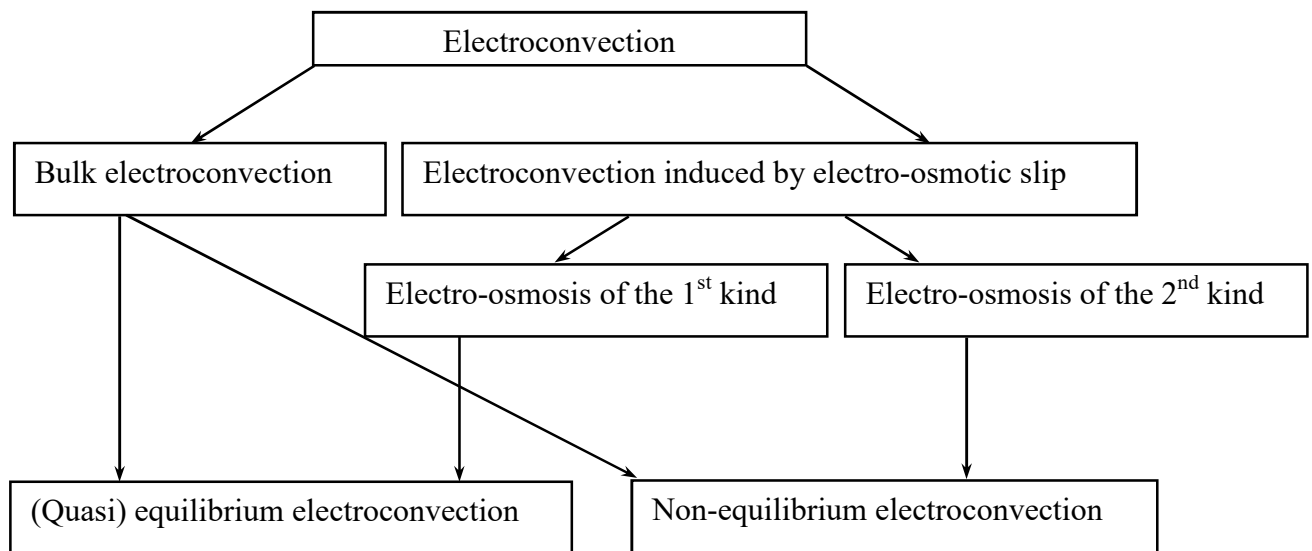 Electroconvection
Bulk electroconvection
Electroconvection induced by electro-osmotic slip
Electro-osmosis of the 1st kind
Electro-osmosis of the 2nd kind
(Quasi) equilibrium electroconvection
Non-equilibrium electroconvection